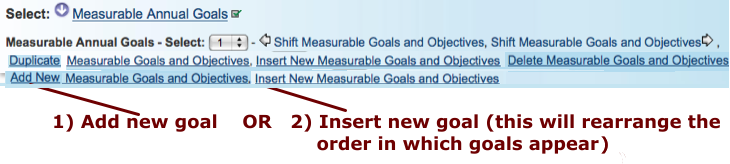 Select: Measurable Annual Goals
Measurable Annual Goals - Select: 1 - Shift Measurable Goals and Objectives, Shift Measurable Goals and Objectives ,
Duplicate Measurable Goals and Objectives, Insert New Measurable Goals and Objectives Delete Measurable Goals and Objectives
Add New Measurable Goals and Objectives, Insert New Measurable Goals and Objectives
1) Add new goal OR 2) Insert new goal (this will rearrange the
order in which goals appear)